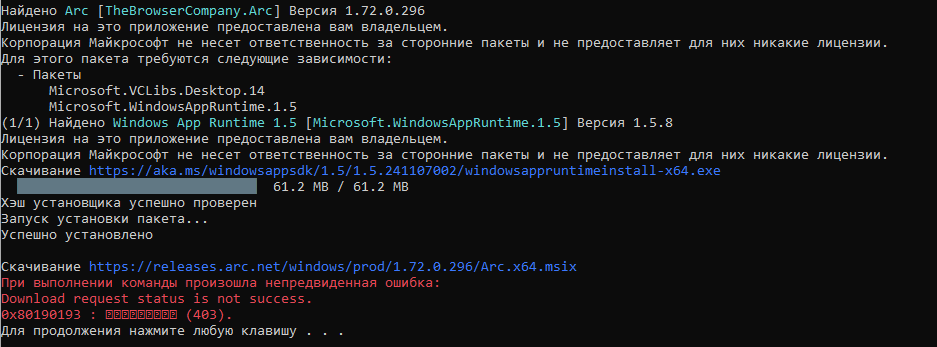 Найдено Arc [TheBrowserCompany.Arc] Версия 1.72.0.296
Лицензия на это приложение предоставлена вам владельцем.
Корпорация Майкрософт не несет ответственность за сторонние пакеты и не предоставляет для них никакие лицензии.
Для этого пакета требуются следующие зависимости:
- Пакеты
Microsoft.VCLibs.Desktop.14
Microsoft.WindowsAppRuntime.1.5
(1/1) Найдено Windows App Runtime 1.5 [Microsoft.WindowsAppRuntime.1.5] Версия 1.5.8
Лицензия на это приложение предоставлена вам владельцем.
Корпорация Майкрософт не несет ответственность за сторонние пакеты и не предоставляет для них никакие лицензии.
Скачивание https://aka.ms/windowsappsdk/1.5/1.5.241107002/windowsappruntimeinstall-x64.exe
61.2 MB / 61.2 MB
Хэш установщика успешно проверен
Запуск установки пакета...
Успешно установлено
Скачивание https://releases.arc.net/windows/prod/1.72.0.296/Arc.x64.msix
При выполнении команды произошла непредвиденная ошибка:
Download request status is not success.
0x80190193 : (403).
Для продолжения нажмите любую клавишу . . .